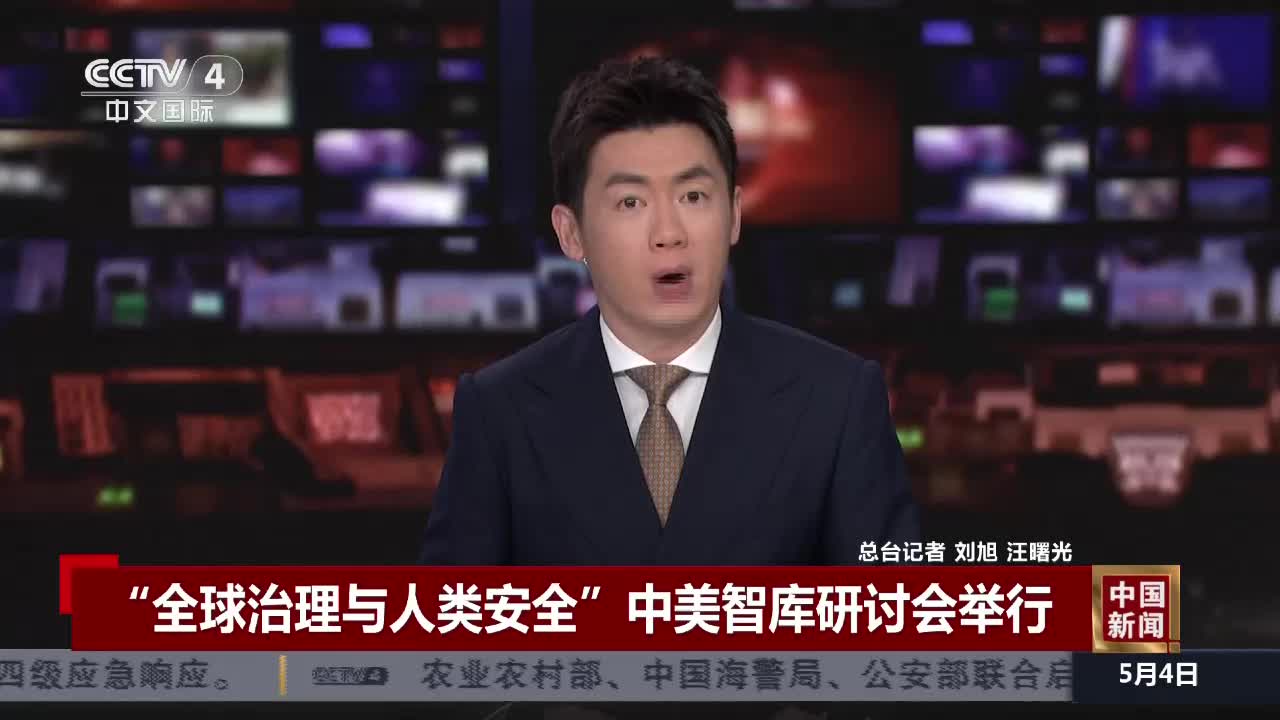 CCTV 4
中文国际
总台记者 刘旭 汪曙光
“全球治理与人类安全”中美智库研讨会举行
中国
新闻
四级应急响应。 CCTV 4 农业农村部、中国海警局、公安部联合启
5月4日